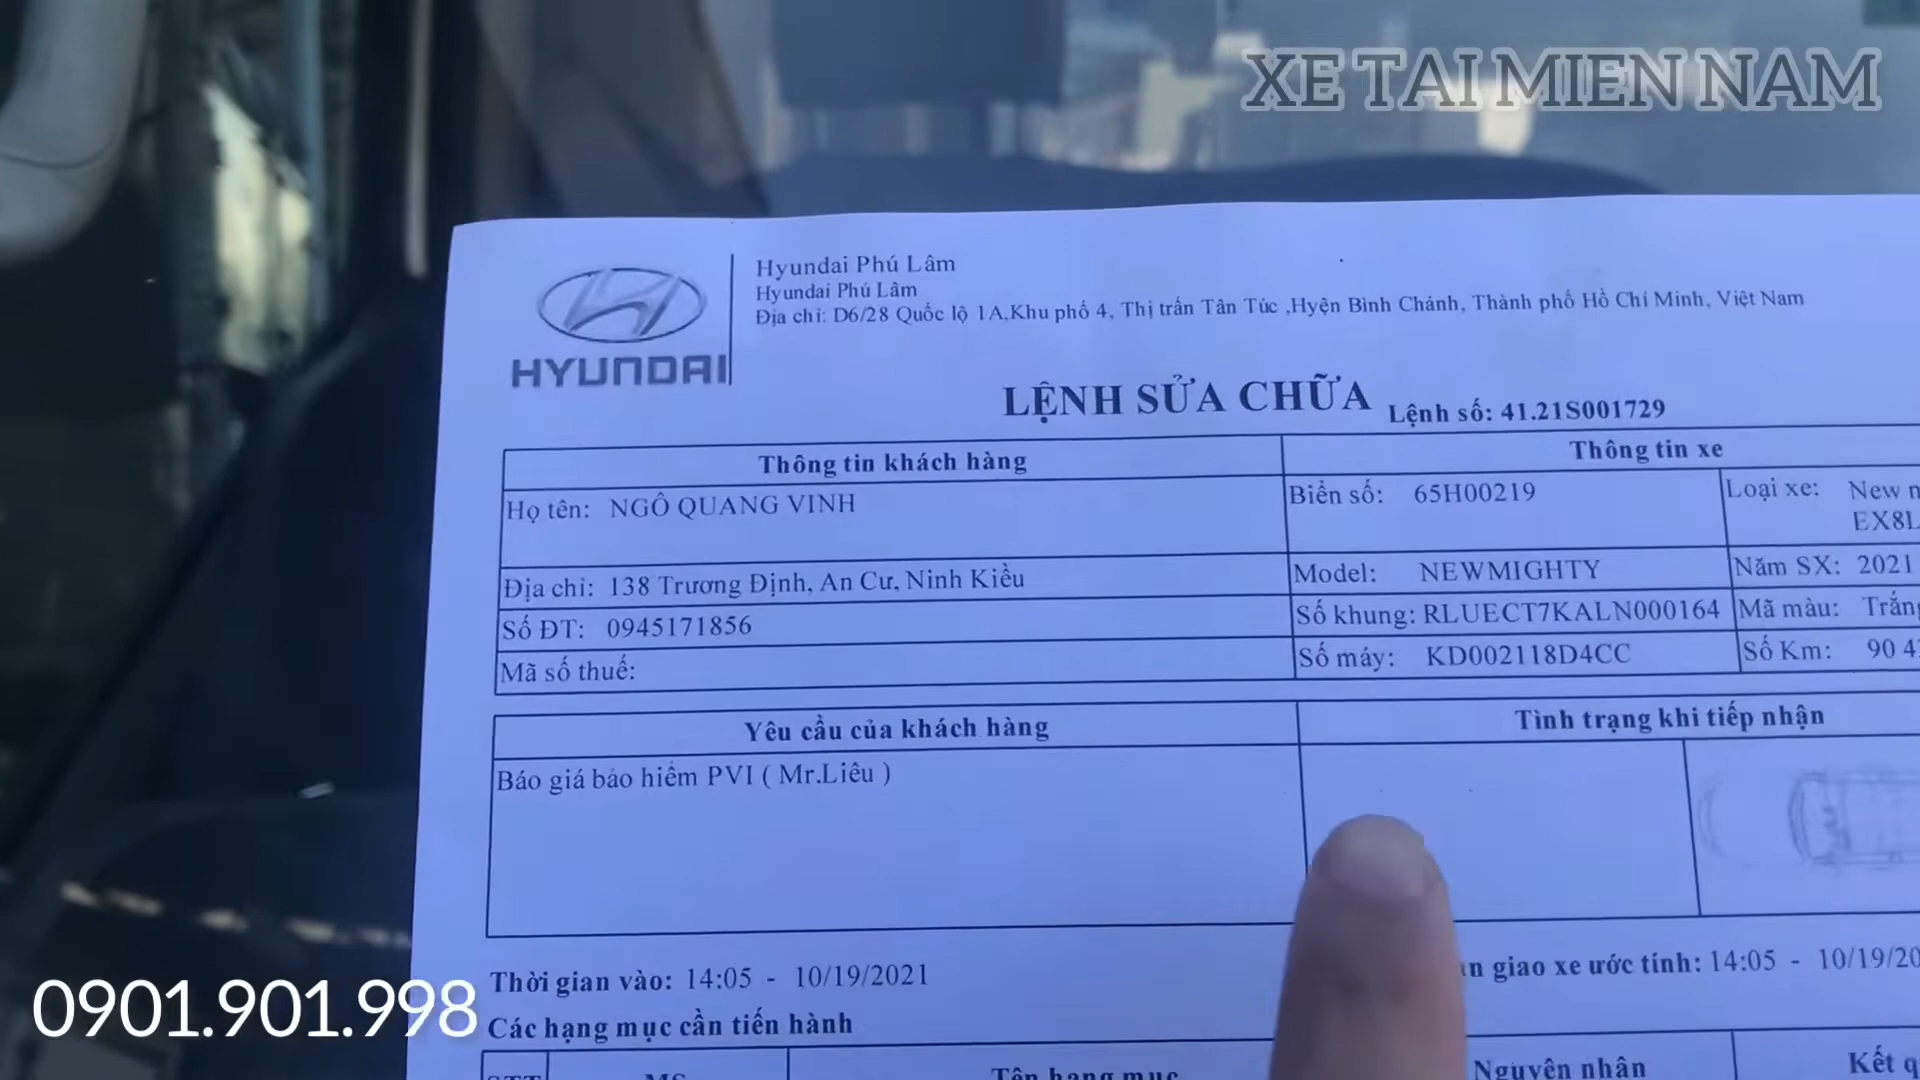 XE TAI MIEN NAM
Hyundai Phú Lâm
Hyundai Phú Lâm
Địa chỉ: D6/28 Quốc lộ 1A,Khu phố 4, Thị trấn Tân Túc ,Hyện Bình Chánh, Thành phố Hồ Chí Minh, Việt Nam
HYUNDAI
LỆNH SỬA CHỮA Lệnh số: 41.21S001729
Thông tin khách hàng Thông tin xe
Họ tên: NGÔ QUANG VINH Biển số: 65H00219 Loại xe: New
EX8L
Địa chỉ: 138 Trương Định, An Cư, Ninh Kiều Model: NEWMIGHTY Năm SX: 2021
Số ĐT: 0945171856 Số khung: RLUECT7KALN000164 Mã màu: Trắng
Mã số thuế: Số máy: KD002118D4CC Số Km: 90 4
Yêu cầu của khách hàng Tình trạng khi tiếp nhận
Báo giá bảo hiểm PVI ( Mr.Liêu )
Thời gian vào: 14:05 - 10/19/2021 giao xe ước tính: 14:05 - 10/19/20
0901.901.998
Các hạng mục cần tiến hành
STT MS Tên hạng mục Nguyên nhân Kết